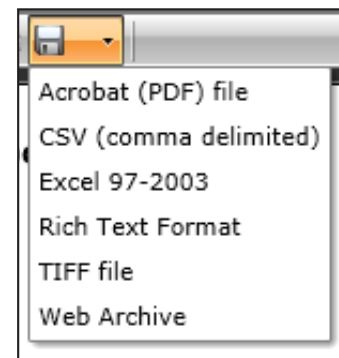 Acrobat (PDF) file
CSV (comma delimited)
Excel 97-2003
Rich Text Format
TIFF file
Web Archive